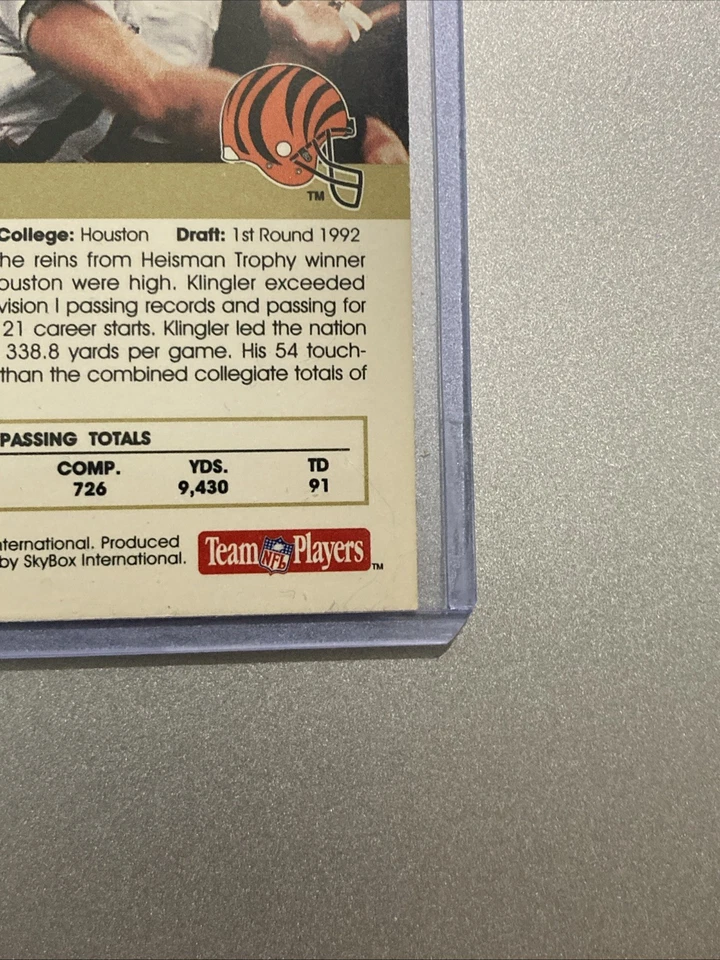 TM
College: Houston Draft: 1st Round 1992
he reins from Heisman Trophy winner
ouston were high. Klingler exceeded
vision I passing records and passing for
21 career starts. Klingler led the nation
338.8 yards per game. His 54 touch-
than the combined collegiate totals of
PASSING TOTALS
COMP. YDS. TD
726 9,430 91
nternational. Produced
by SkyBox International.
Team NFL Players TM